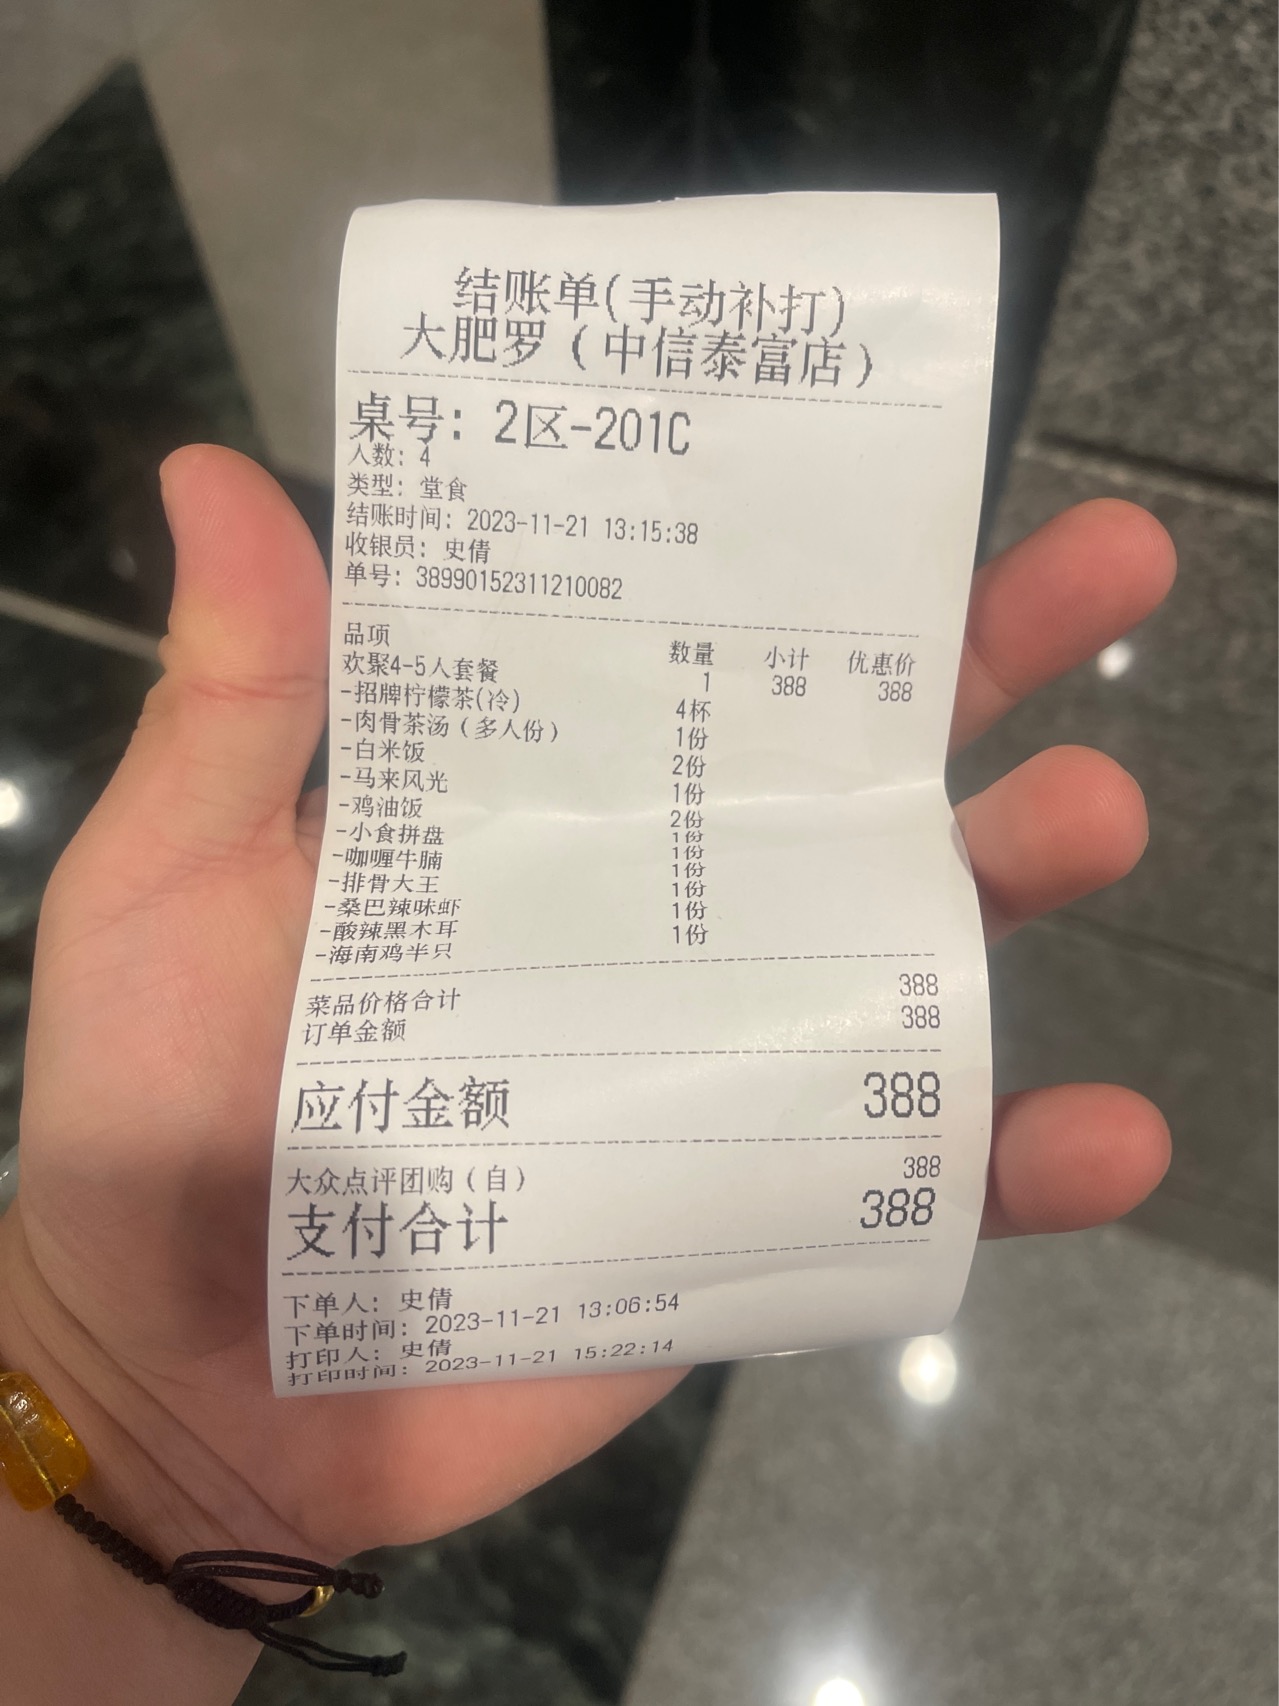 结账单(手动补打)
大肥罗（中信泰富店）
桌号: 2区-201C
人数: 4
类型: 堂食
结账时间: 2023-11-21 13:15:38
收银员: 史倩
单号: 38990152311210082
品项 数量 小计 优惠价
欢聚4-5人套餐 1 388 388
-招牌柠檬茶(冷) 4杯
-肉骨茶汤（多人份） 1份
-白米饭 2份
-马来风光 1份
-鸡油饭 2份
-小食拼盘 1份
-咖喱牛腩 1份
-排骨大王 1份
-桑巴辣味虾 1份
-酸辣黑木耳 1份
-海南鸡半只 1份
菜品价格合计 388
订单金额 388
应付金额 388
大众点评团购（自） 388
支付合计 388
下单人: 史倩
下单时间: 2023-11-21 13:06:54
打印人: 史倩
打印时间: 2023-11-21 15:22:14